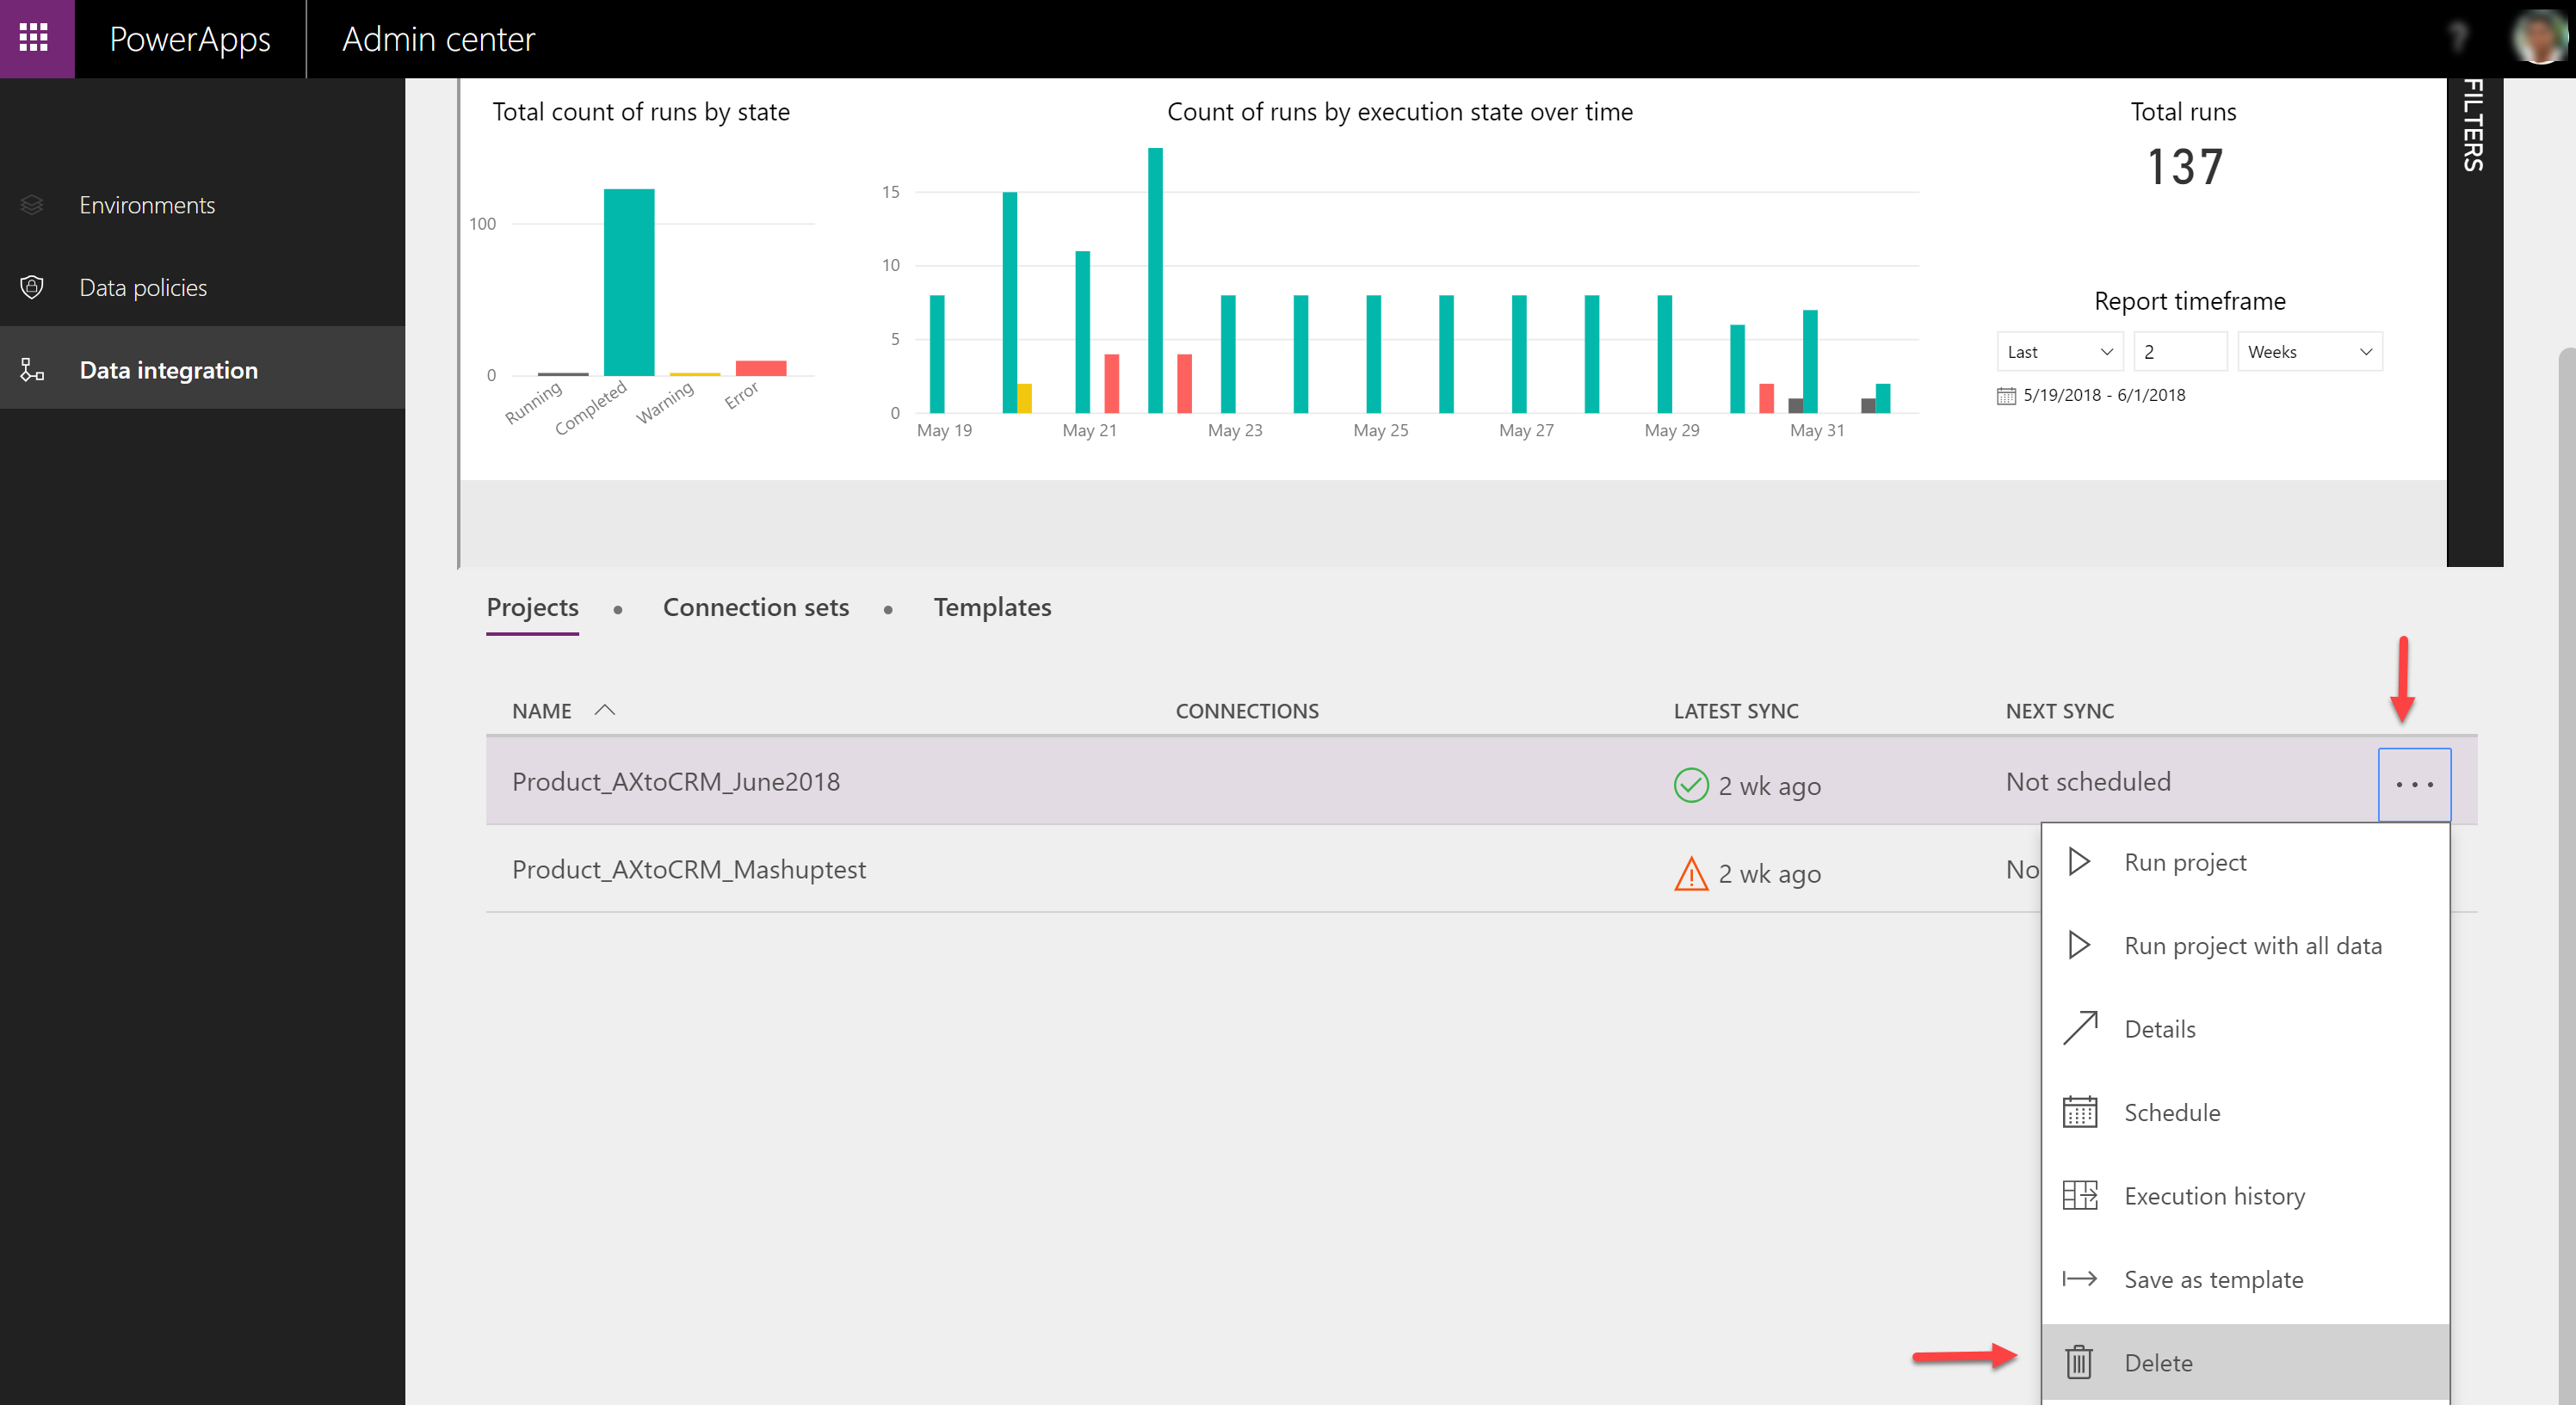 PowerApps
Admin center
?
Environments
Data policies
Data integration
Total count of runs by state
100
0
Running
Completed
Warning
Error
Count of runs by execution state over time
15
10
5
0
May 19
May 21
May 23
May 25
May 27
May 29
May 31
Total runs
137
Report timeframe
Last
2
Weeks
5/19/2018 - 6/1/2018
FILTERS
Projects • Connection sets • Templates
NAME CONNECTIONS LATEST SYNC NEXT SYNC
Product_AXtoCRM_June2018 2 wk ago Not scheduled ...
Product_AXtoCRM_Mashuptest 2 wk ago No
Run project
Run project with all data
Details
Schedule
Execution history
Save as template
Delete